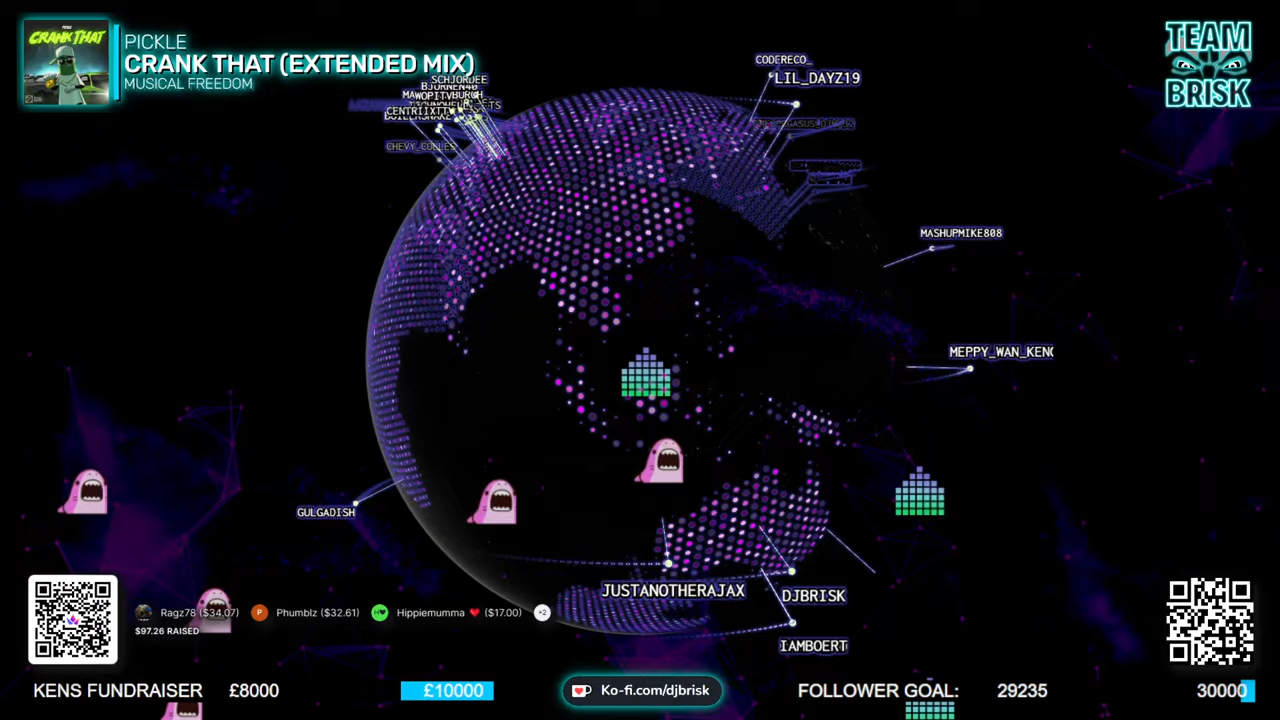 PICKLE
CRANK THAT (EXTENDED MIX)
MUSICAL FREEDOM
CRANK THAT
TEAM
BRISK
SCHJORDEE
CHEVY_COLLES
CODERECO_
LIL_DAYZ19
MASHUPMIKE808
MEPPY_WAN_KENO
GULGADISH
JUSTANOTHERAJAX
DJBRISK
IAMBOERT
Ragz78 ($34.07)
P
Phumblz ($32.61)
Hippiemumma ❤ ($17.00)
+2
$97.26 RAISED
KENS FUNDRAISER £8000 £10000
Ko-fi.com/djbrisk
FOLLOWER GOAL: 29235 30000